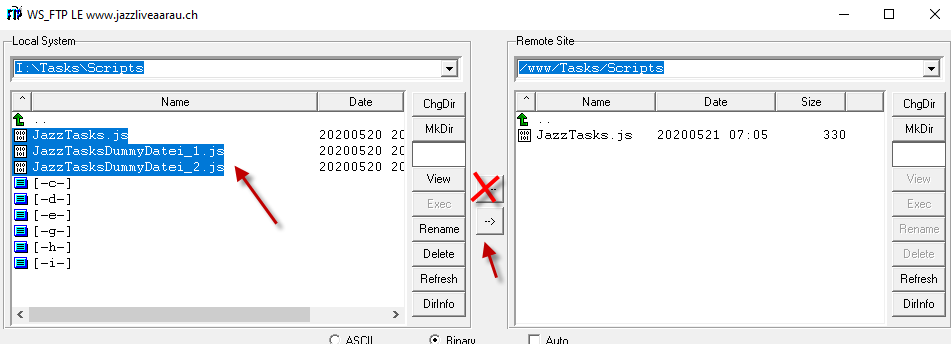 FTP WS_FTP LE www.jazzliveaarau.ch
Local System
I:\Tasks\Scripts
^ Name Date
..
JazzTasks.js 20200520 20
JazzTasksDummyDatei_1.js 20200520 20
JazzTasksDummyDatei_2.js 20200520 20
[-c-]
[-d-]
[-e-]
[-g-]
[-h-]
[-i-]
ChgDir
MkDir
View
Exec
Rename
Delete
Refresh
DirInfo
-->
Remote Site
/www/Tasks/Scripts
^ Name Date Size
..
JazzTasks.js 20200521 07:05 330
ChgDir
MkDir
View
Exec
Rename
Delete
Refresh
DirInfo
ASCII Binary Auto